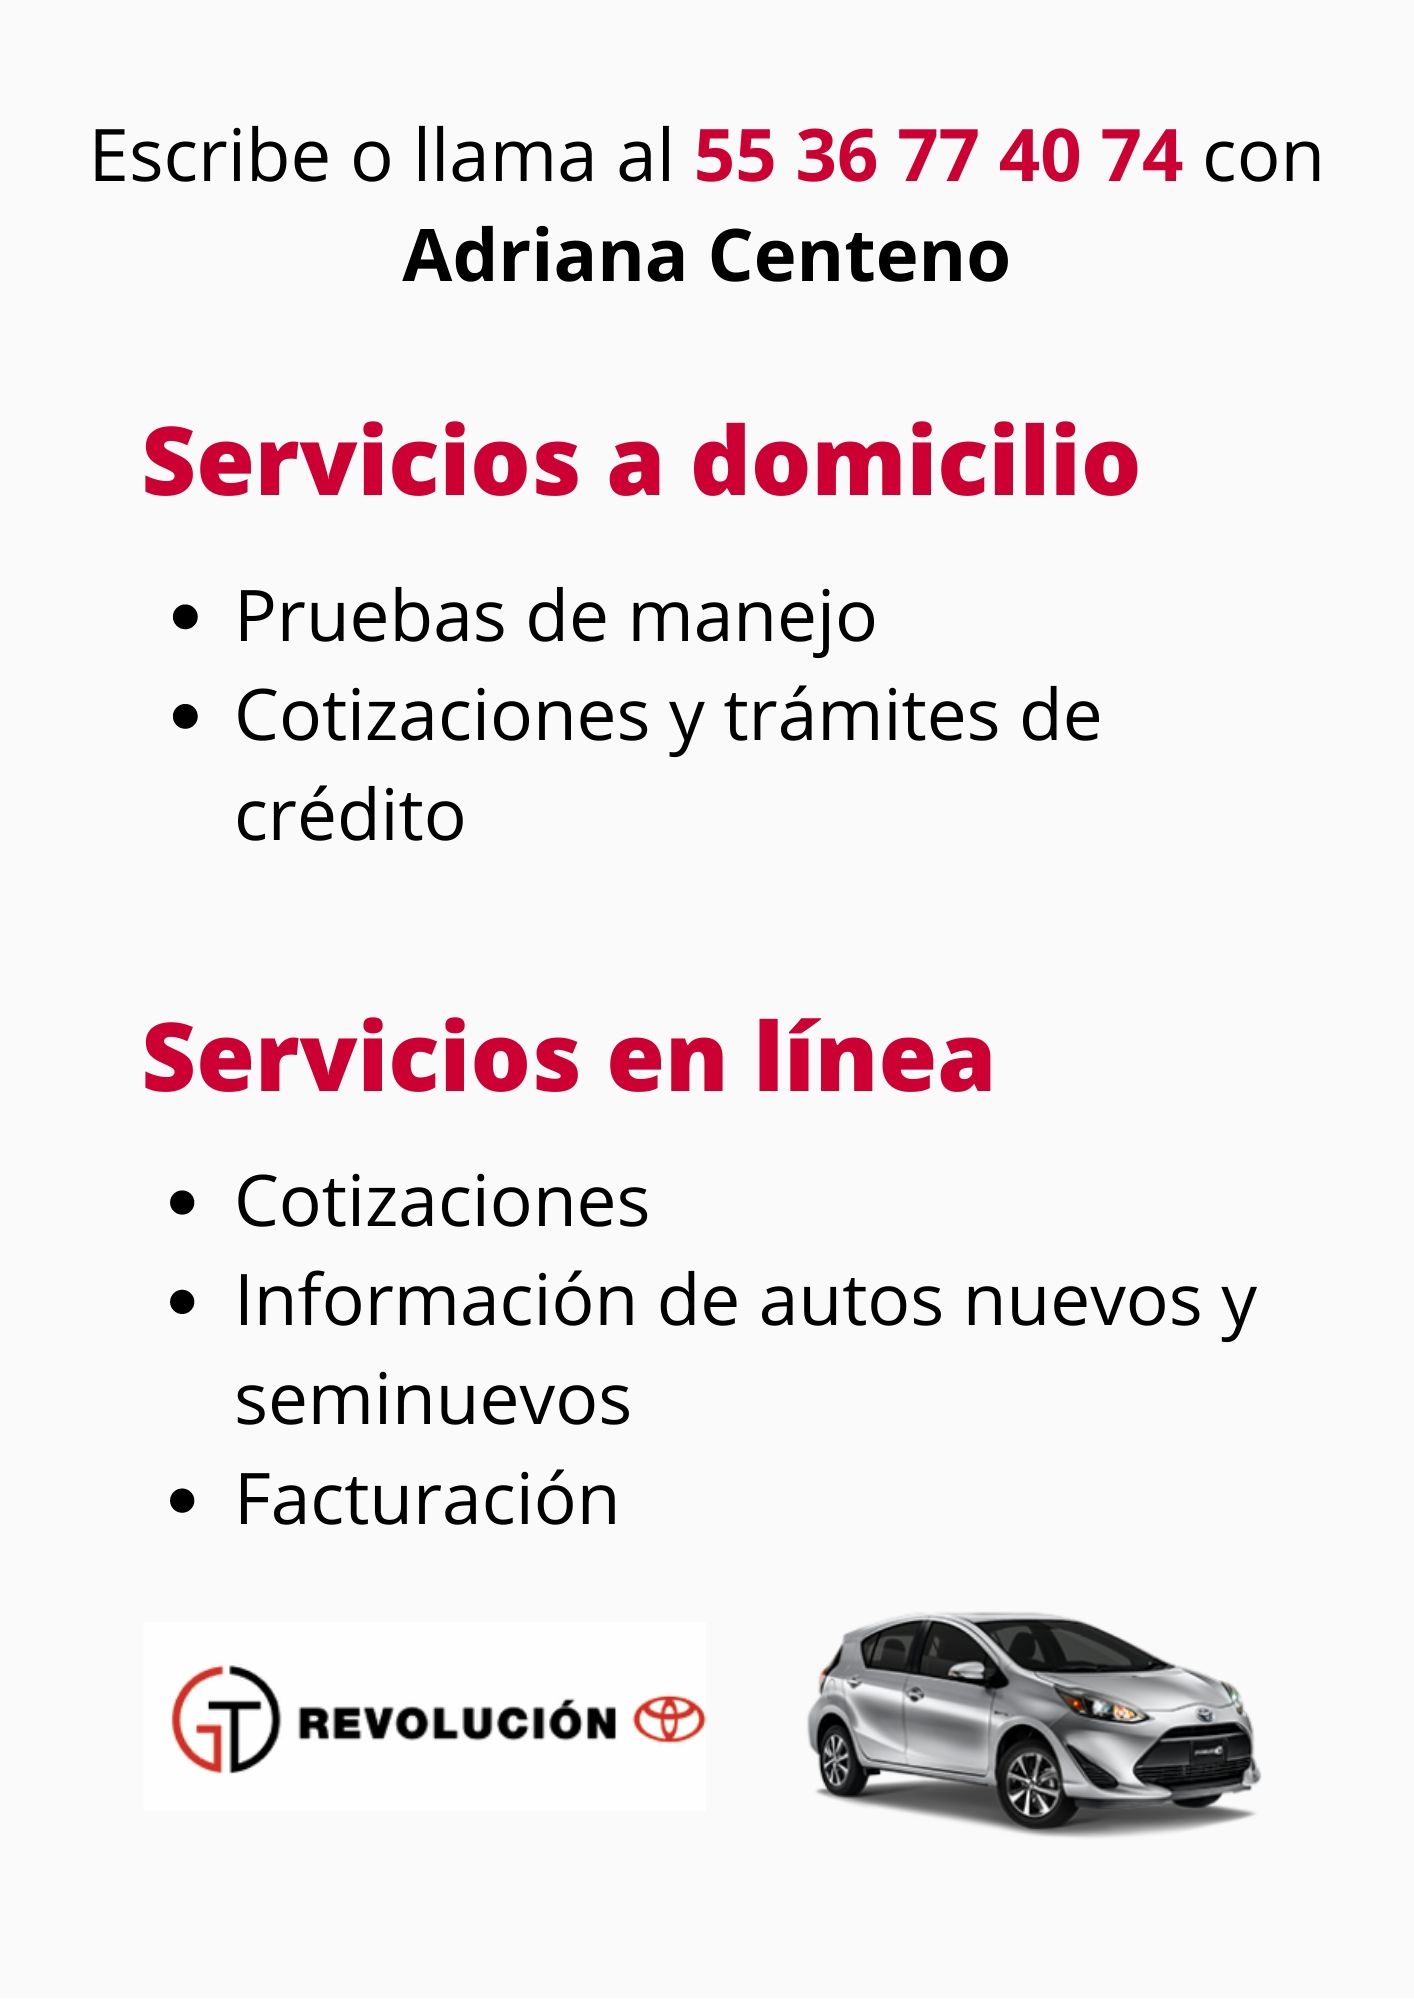 Escribe o llama al 55 36 77 40 74 con
Adriana Centeno
Servicios a domicilio
• Pruebas de manejo
• Cotizaciones y trámites de
crédito
Servicios en línea
• Cotizaciones
• Información de autos nuevos y
seminuevos
• Facturación
GT REVOLUCIÓN